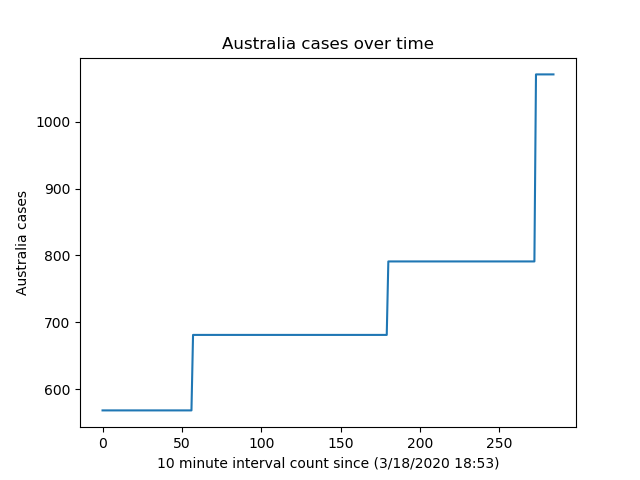 Australia cases over time
1000
900
800
700
600
Australia cases
0 50 100 150 200 250
10 minute interval count since (3/18/2020 18:53)